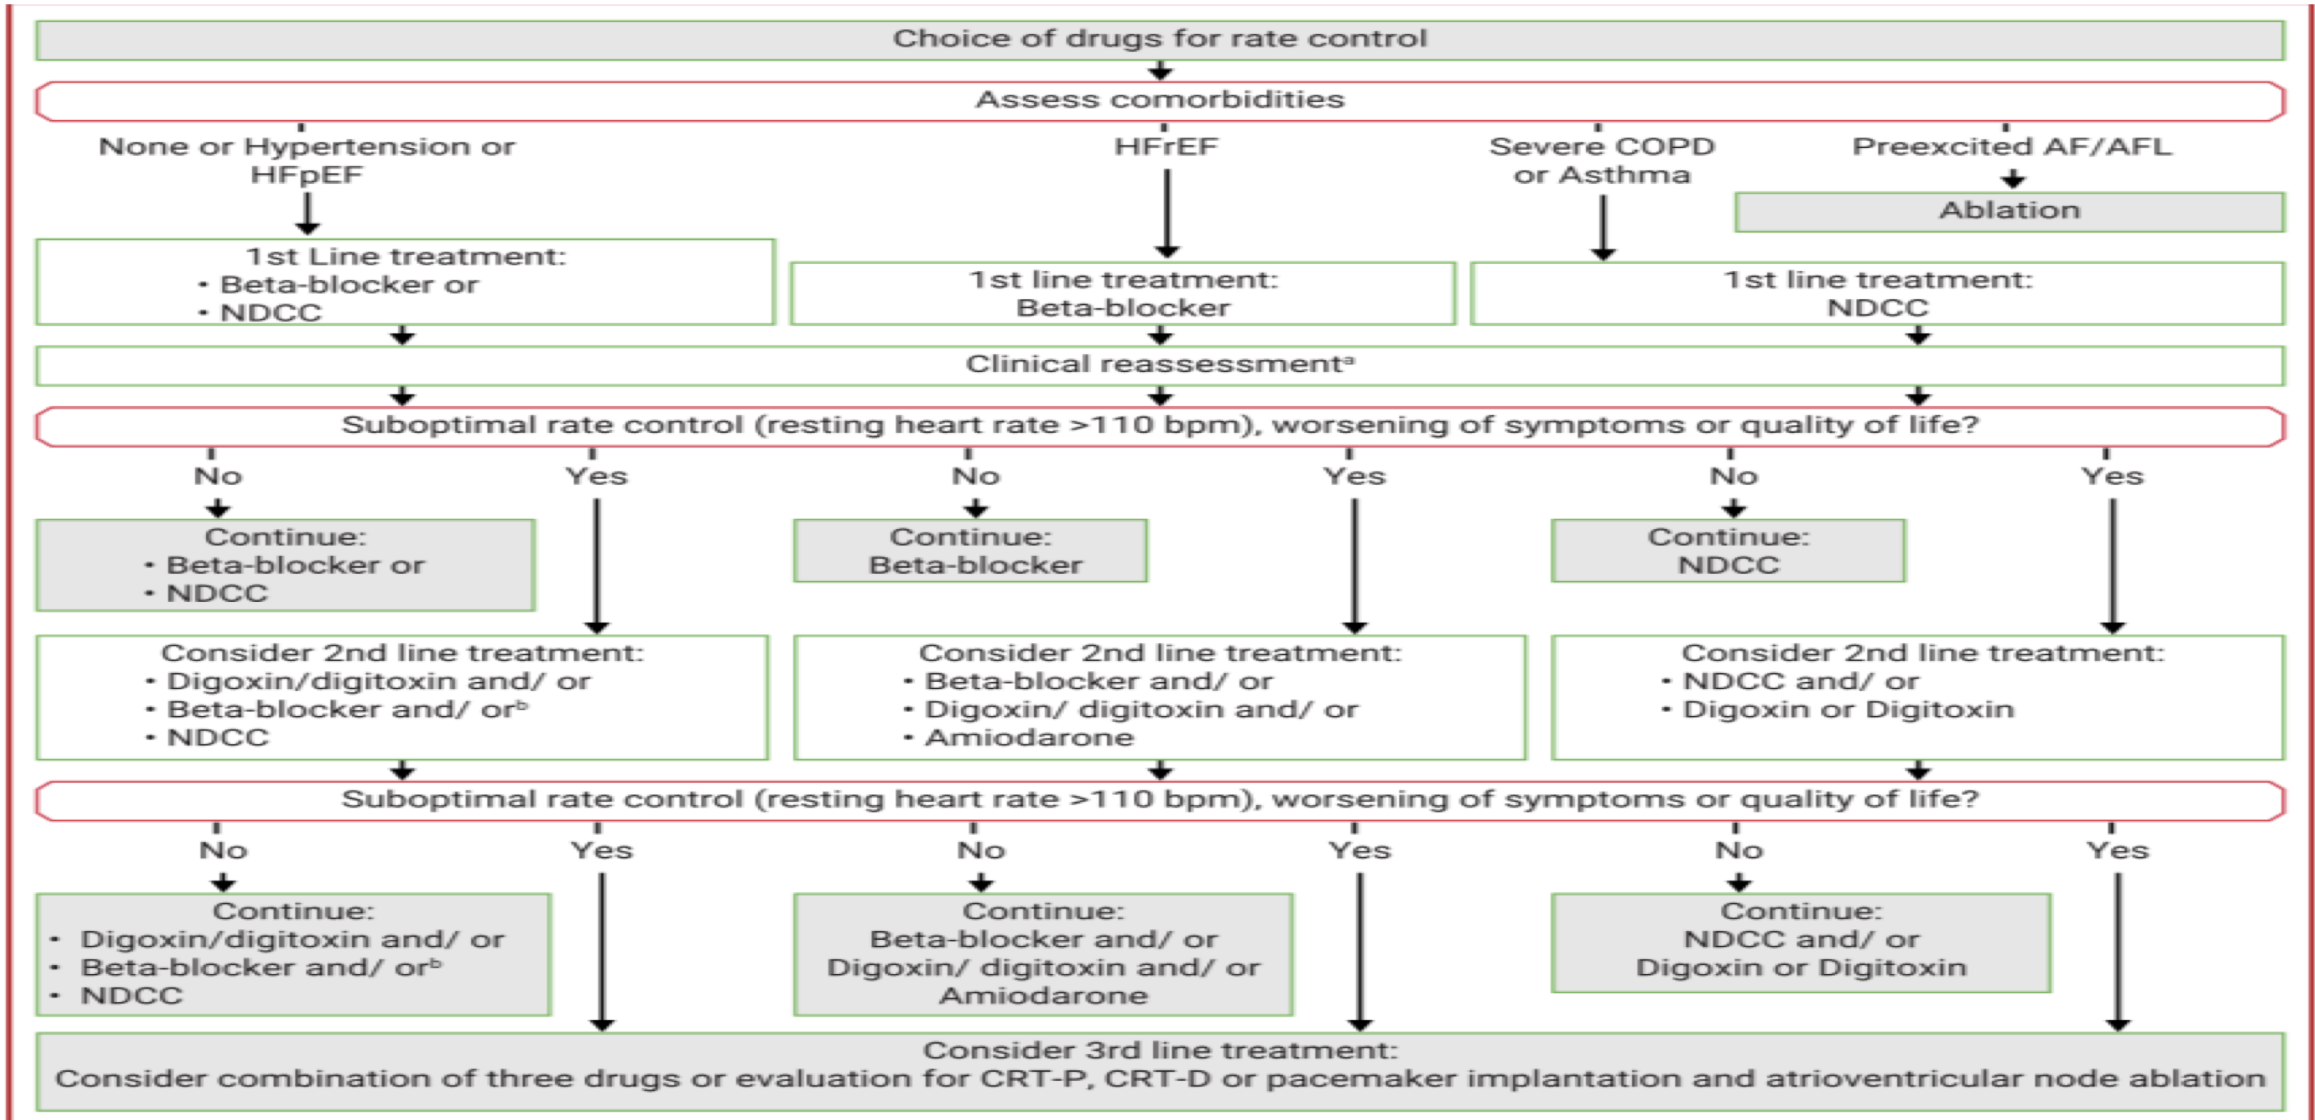 Choice of drugs for rate control
Assess comorbidities
None or Hypertension or
HFpEF
HFrEF
Severe COPD
or Asthma
Preexcited AF/AFL
Ablation
1st Line treatment:
• Beta-blocker or
• NDCC
1st line treatment:
Beta-blocker
1st line treatment:
NDCC
Clinical reassessmentᵃ
Suboptimal rate control (resting heart rate >110 bpm), worsening of symptoms or quality of life?
No
Yes
No
Yes
No
Yes
Continue:
• Beta-blocker or
• NDCC
Continue:
Beta-blocker
Continue:
NDCC
Consider 2nd line treatment:
• Digoxin/digitoxin and/ or
• Beta-blocker and/ orᵇ
• NDCC
Consider 2nd line treatment:
• Beta-blocker and/ or
• Digoxin/ digitoxin and/ or
• Amiodarone
Consider 2nd line treatment:
• NDCC and/ or
• Digoxin or Digitoxin
Suboptimal rate control (resting heart rate >110 bpm), worsening of symptoms or quality of life?
No
Yes
No
Yes
No
Yes
Continue:
• Digoxin/digitoxin and/ or
• Beta-blocker and/ orᵇ
• NDCC
Continue:
Beta-blocker and/ or
Digoxin/ digitoxin and/ or
Amiodarone
Continue:
NDCC and/ or
Digoxin or Digitoxin
Consider 3rd line treatment:
Consider combination of three drugs or evaluation for CRT-P, CRT-D or pacemaker implantation and atrioventricular node ablation